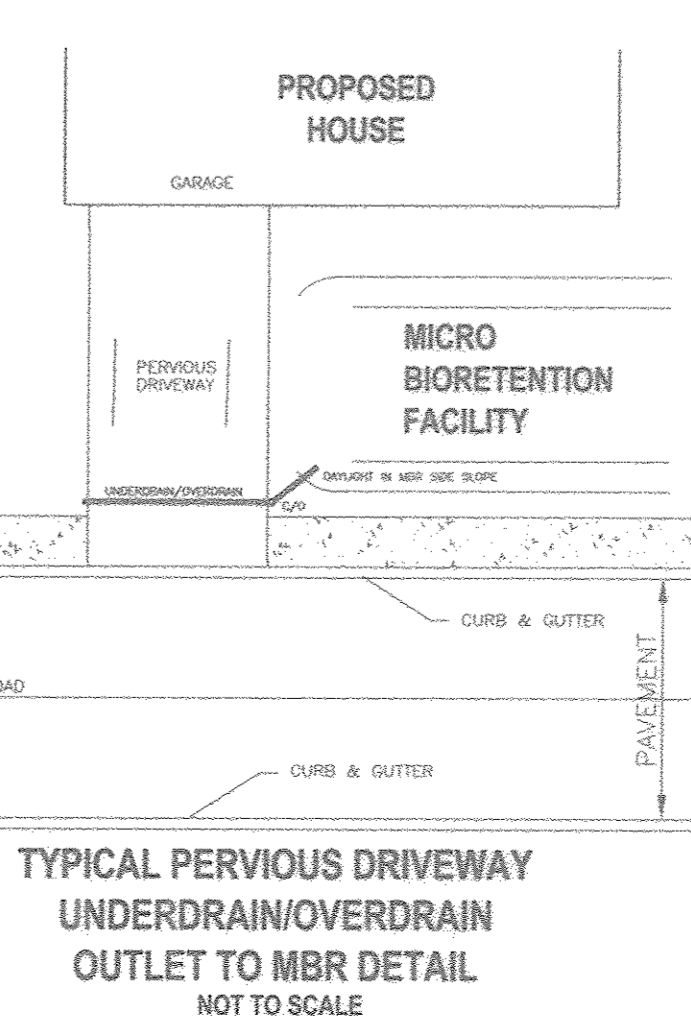 PROPOSED
HOUSE
GARAGE
MICRO
BIORETENTION
FACILITY
PERVIOUS
DRIVEWAY
DAYLIGHT IN MBR SIDE SLOPE
UNDERDRAIN/OVERDRAIN
C/O
CURB & GUTTER
PAVEMENT
OAD
CURB & GUTTER
TYPICAL PERVIOUS DRIVEWAY
UNDERDRAIN/OVERDRAIN
OUTLET TO MBR DETAIL
NOT TO SCALE